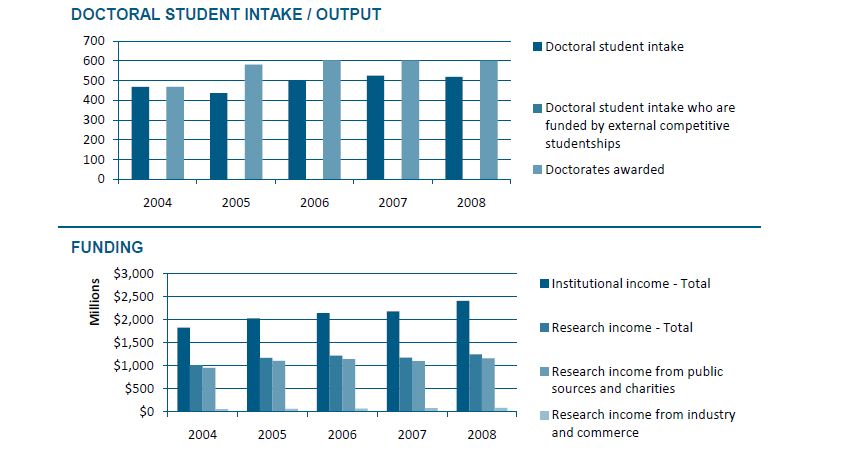 DOCTORAL STUDENT INTAKE / OUTPUT
700
600
500
400
300
200
100
0
2004 2005 2006 2007 2008
Doctoral student intake
Doctoral student intake who are
funded by external competitive
studentships
Doctorates awarded
FUNDING
Millions
$3,000
$2,500
$2,000
$1,500
$1,000
$500
$0
2004 2005 2006 2007 2008
Institutional income - Total
Research income - Total
Research income from public
sources and charities
Research income from industry
and commerce